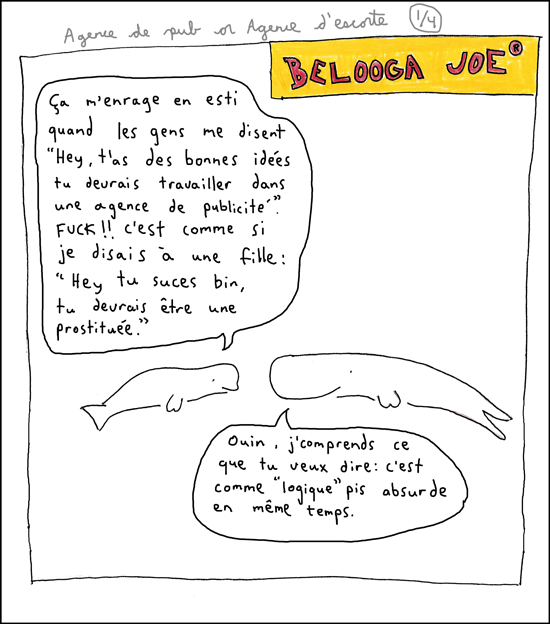 Agence de pub or Agence d'escorte 1/4
BELOOGA JOE®
Ça m'enrage en esti
quand les gens me disent
"Hey, t'as des bonnes idées
tu devrais travailler dans
une agence de publicité".
FUCK!! c'est comme si
je disais à une fille:
"Hey tu suces bin,
tu devrais être une
prostituée."
Ouin, j'comprends ce
que tu veux dire: c'est
comme "logique" pis absurde
en même temps.